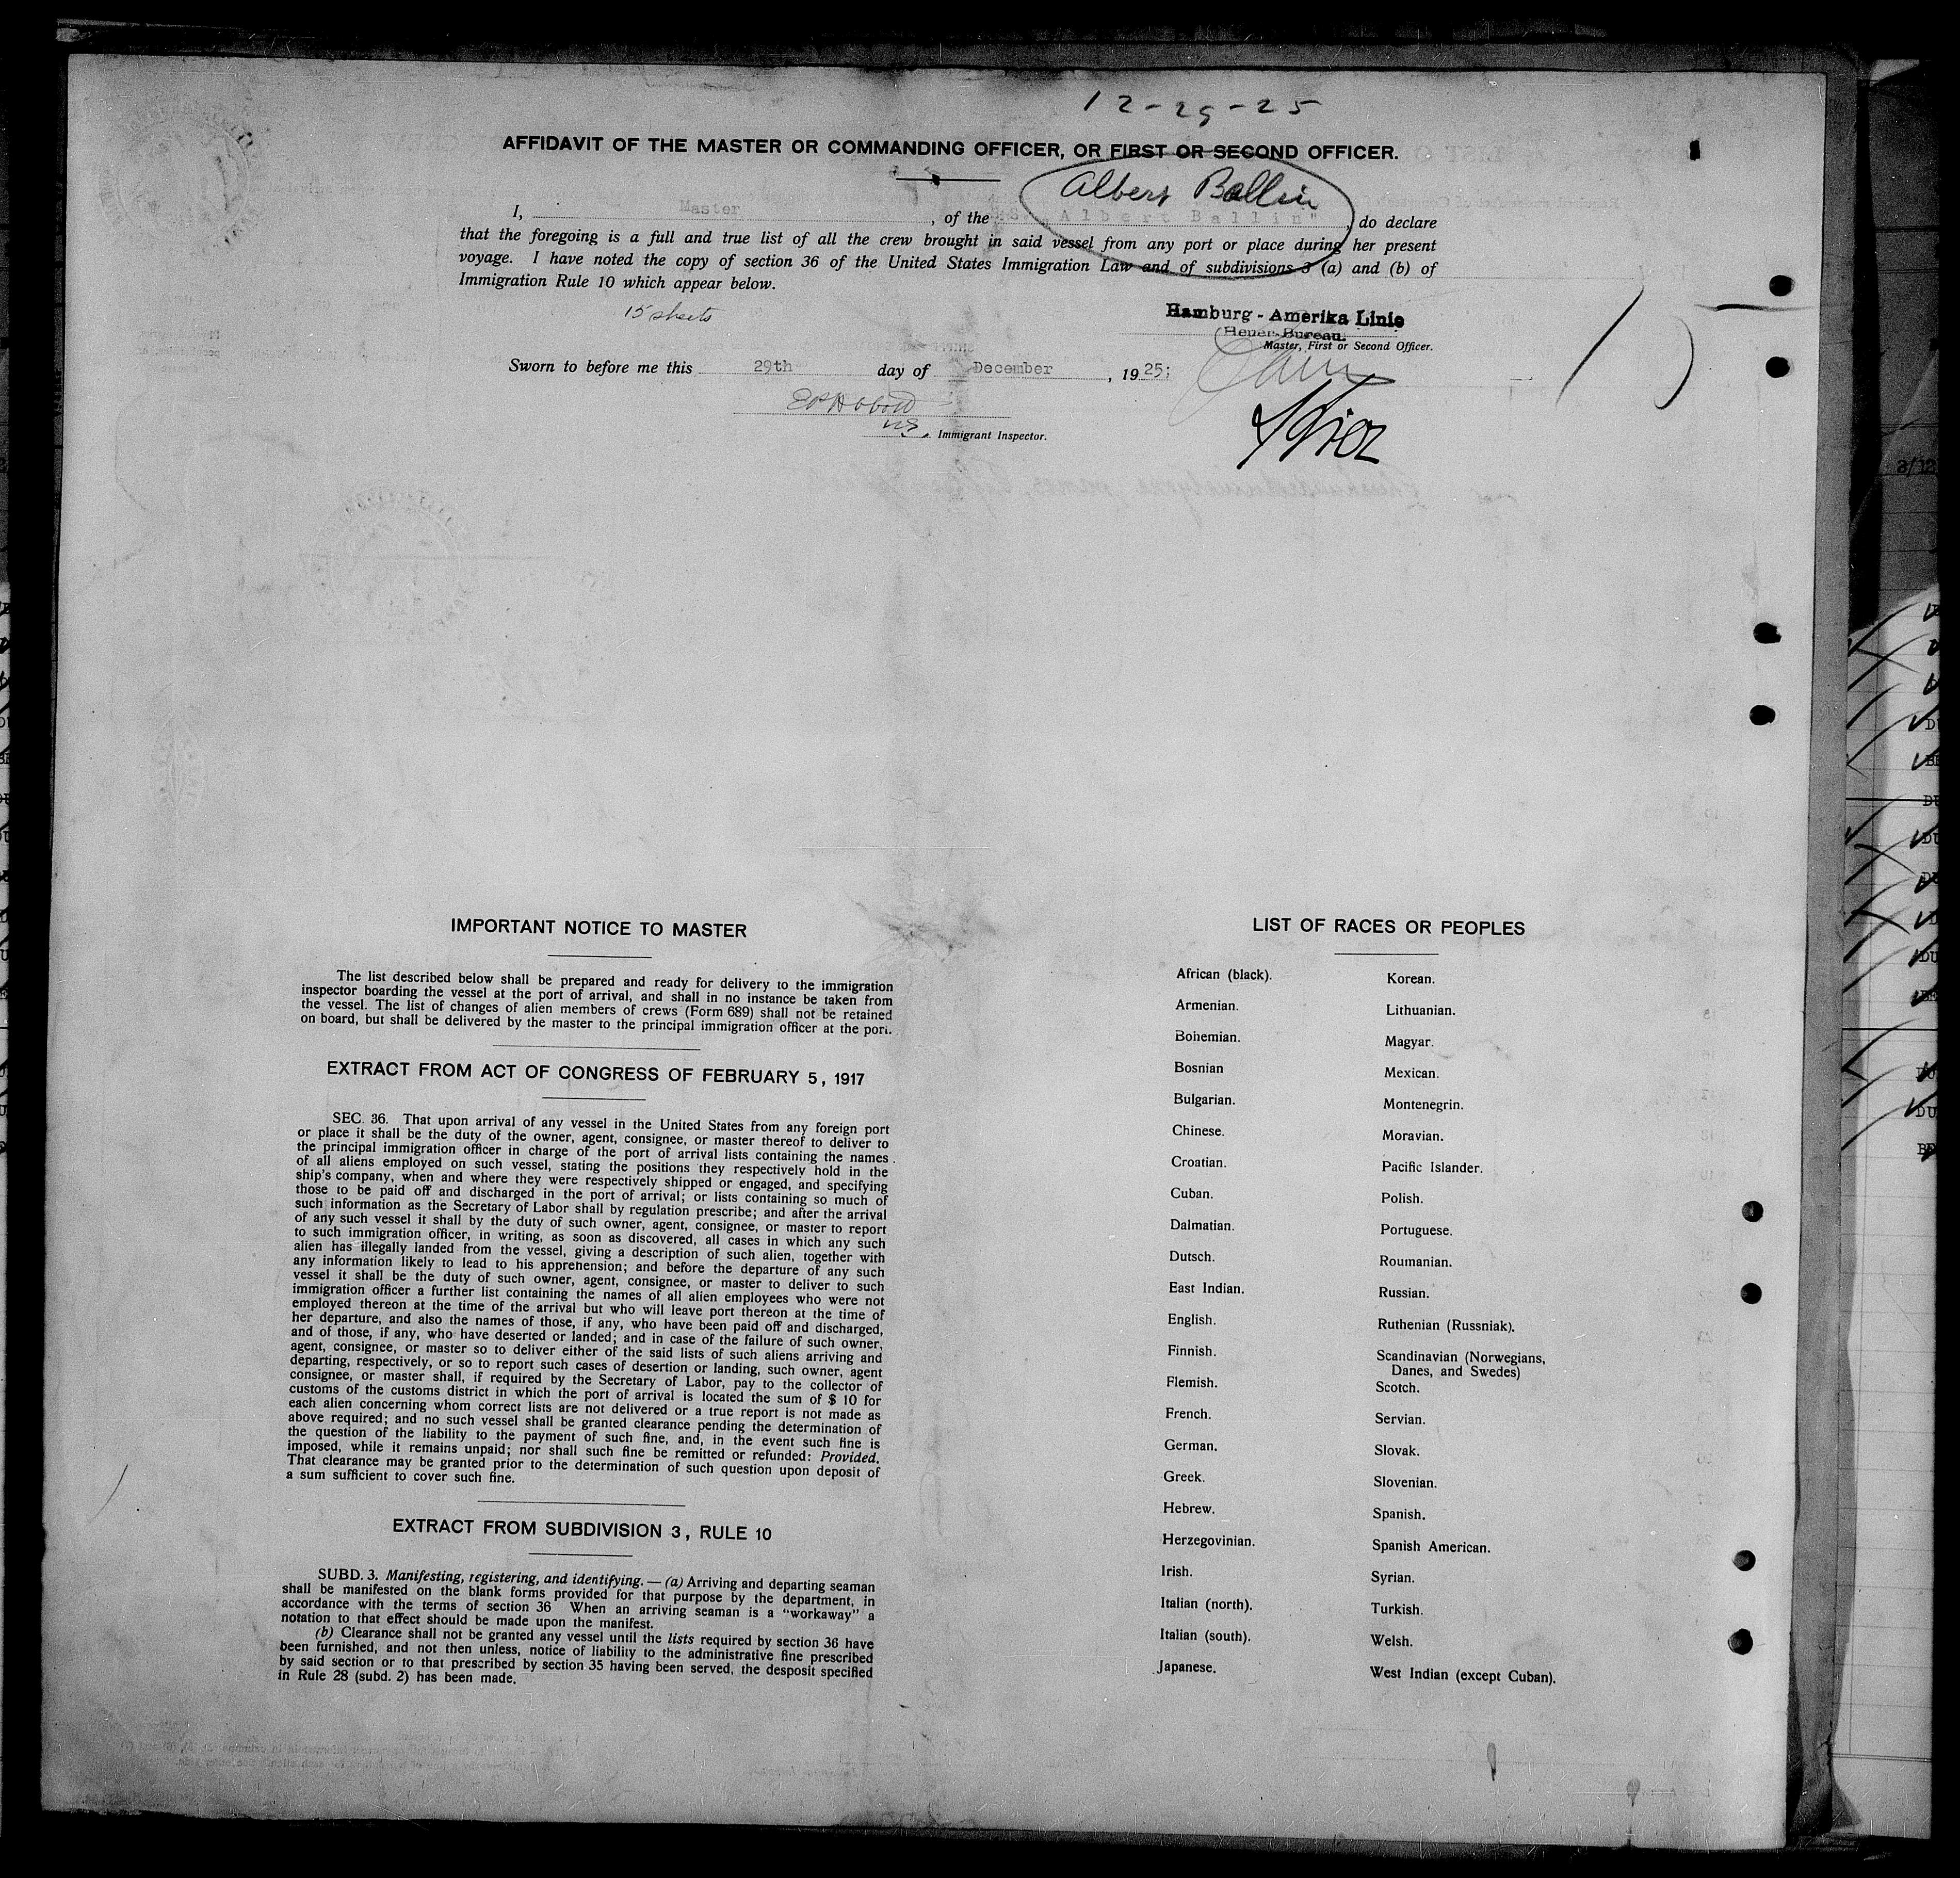 12-29-25
AFFIDAVIT OF THE MASTER OR COMMANDING OFFICER, OR FIRST OR SECOND OFFICER.
Albert Ballin
I, Master, of the S.S. "Albert Ballin", do declare
that the foregoing is a full and true list of all the crew brought in said vessel from any port or place during her present
voyage. I have noted the copy of section 36 of the United States Immigration Law and of subdivisions 3 (a) and (b) of
Immigration Rule 10 which appear below.
15 sheets
Hamburg - Amerika Linie
Heuer-Bureau.
Master, First or Second Officer.
Sworn to before me this 29th day of December, 1925;
Immigrant Inspector.
IMPORTANT NOTICE TO MASTER
The list described below shall be prepared and ready for delivery to the immigration
inspector boarding the vessel at the port of arrival, and shall in no instance be taken from
the vessel. The list of changes of alien members of crews (Form 689) shall not be retained
on board, but shall be delivered by the master to the principal immigration officer at the port.
EXTRACT FROM ACT OF CONGRESS OF FEBRUARY 5, 1917
SEC. 36. That upon arrival of any vessel in the United States from any foreign port
or place it shall be the duty of the owner, agent, consignee, or master thereof to deliver to
the principal immigration officer in charge of the port of arrival lists containing the names
of all aliens employed on such vessel, stating the positions they respectively hold in the
ship's company, when and where they were respectively shipped or engaged, and specifying
those to be paid off and discharged in the port of arrival; or lists containing so much of
such information as the Secretary of Labor shall by regulation prescribe; and after the arrival
of any such vessel it shall by the duty of such owner, agent, consignee, or master to report
to such immigration officer, in writing, as soon as discovered, all cases in which any such
alien has illegally landed from the vessel, giving a description of such alien, together with
any information likely to lead to his apprehension; and before the departure of any such
vessel it shall be the duty of such owner, agent, consignee, or master to deliver to such
immigration officer a further list containing the names of all alien employees who were not
employed thereon at the time of the arrival but who will leave port thereon at the time of
her departure, and also the names of those, if any, who have been paid off and discharged,
and of those, if any, who have deserted or landed; and in case of the failure of such owner,
agent, consignee, or master so to deliver either of the said lists of such aliens arriving and
departing, respectively, or so to report such cases of desertion or landing, such owner, agent
consignee, or master shall, if required by the Secretary of Labor, pay to the collector of
customs of the customs district in which the port of arrival is located the sum of $ 10 for
each alien concerning whom correct lists are not delivered or a true report is not made as
above required; and no such vessel shall be granted clearance pending the determination of
the question of the liability to the payment of such fine, and, in the event such fine is
imposed, while it remains unpaid; nor shall such fine be remitted or refunded: Provided,
That clearance may be granted prior to the determination of such question upon deposit of
a sum sufficient to cover such fine.
EXTRACT FROM SUBDIVISION 3, RULE 10
SUBD. 3. Manifesting, registering, and identifying. — (a) Arriving and departing seaman
shall be manifested on the blank forms provided for that purpose by the department, in
accordance with the terms of section 36 When an arriving seaman is a "workaway" a
notation to that effect should be made upon the manifest.
(b) Clearance shall not be granted any vessel until the lists required by section 36 have
been furnished, and not then unless, notice of liability to the administrative fine prescribed
by said section or to that prescribed by section 35 having been served, the desposit specified
in Rule 28 (subd. 2) has been made.
LIST OF RACES OR PEOPLES
African (black).
Armenian.
Bohemian.
Bosnian
Bulgarian.
Chinese.
Croatian.
Cuban.
Dalmatian.
Dutsch.
East Indian.
English.
Finnish.
Flemish.
French.
German.
Greek.
Hebrew.
Herzegovinian.
Irish.
Italian (north).
Italian (south).
Japanese.
Korean.
Lithuanian.
Magyar.
Mexican.
Montenegrin.
Moravian.
Pacific Islander.
Polish.
Portuguese.
Roumanian.
Russian.
Ruthenian (Russniak).
Scandinavian (Norwegians,
Danes, and Swedes)
Scotch.
Servian.
Slovak.
Slovenian.
Spanish.
Spanish American.
Syrian.
Turkish.
Welsh.
West Indian (except Cuban).